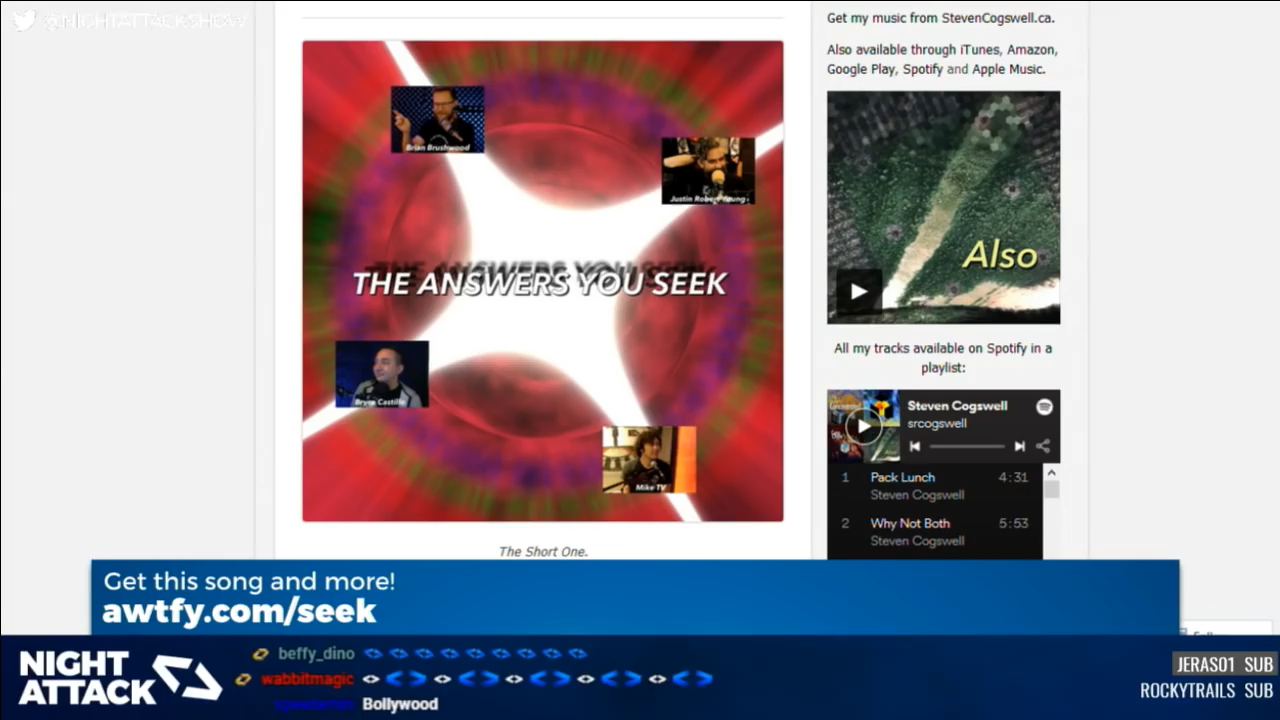 @NIGHTATTACKSHOW
Get my music from StevenCogswell.ca.
Also available through iTunes, Amazon,
Google Play, Spotify and Apple Music.
Brian Brushwood
Justin Robert Young
THE ANSWERS YOU SEEK
Also
Bryce Castillo
Mike TV
All my tracks available on Spotify in a
playlist:
Steven Cogswell
srcogswell
1 Pack Lunch 4:31
Steven Cogswell
2 Why Not Both 5:53
Steven Cogswell
The Short One.
Get this song and more!
awtfy.com/seek
NIGHT
ATTACK
beffy_dino
wabbitmagic
Bollywood
JERAS01 SUB
ROCKYTRAILS SUB